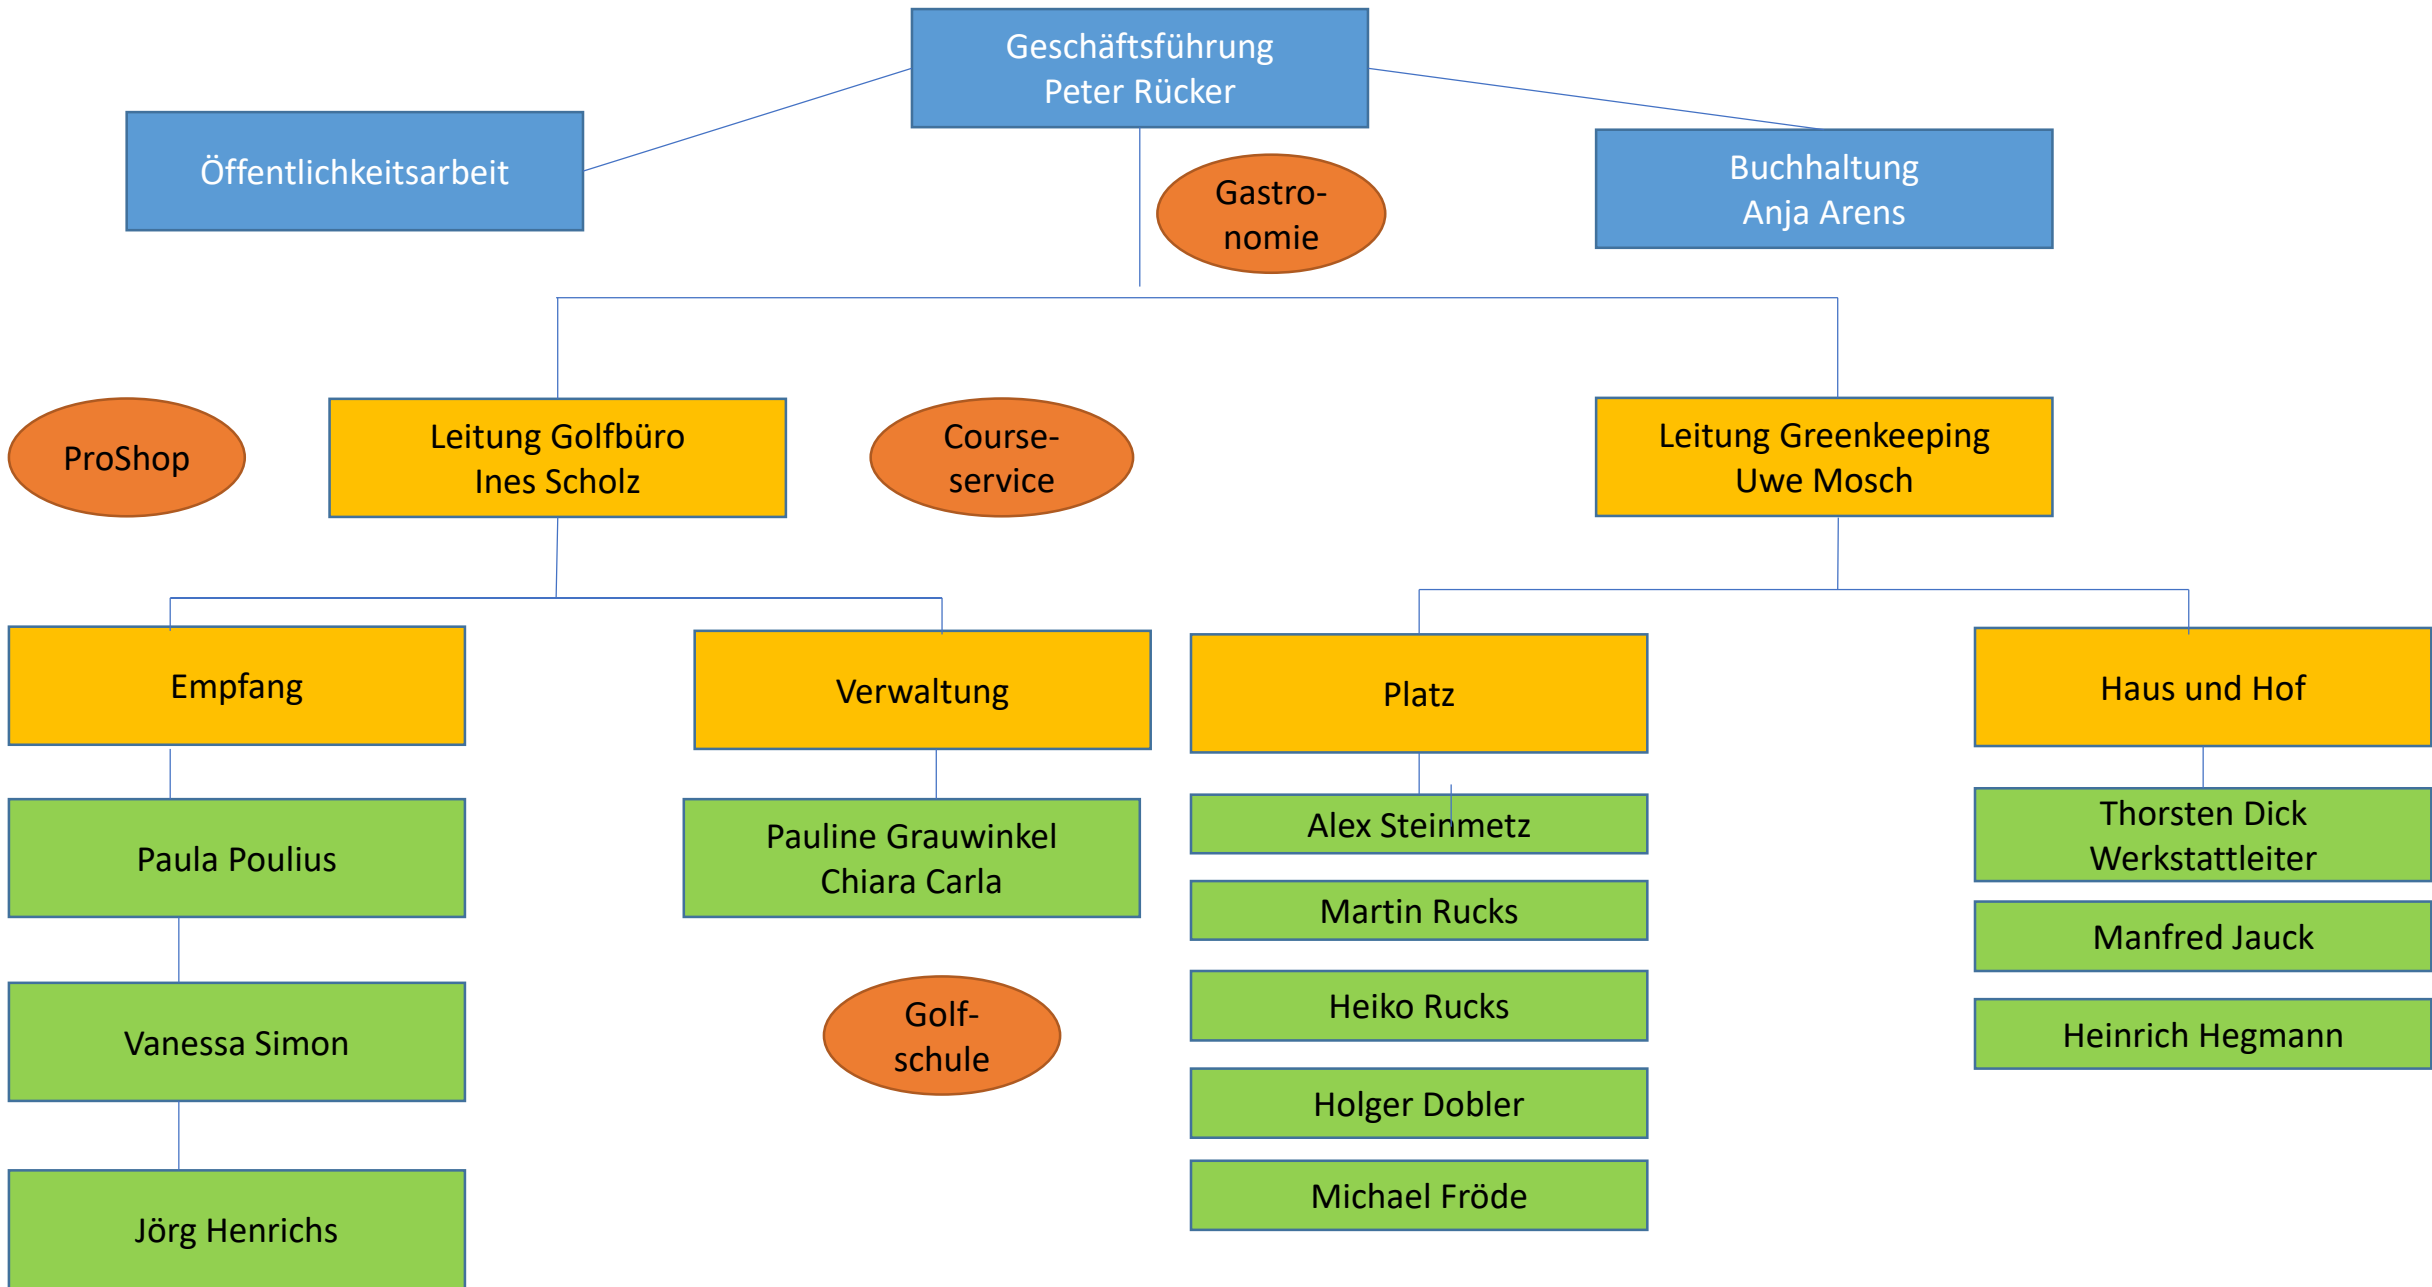 Geschäftsführung
Peter Rücker
Öffentlichkeitsarbeit
Buchhaltung
Anja Arens
Gastro-
nomie
ProShop
Leitung Golfbüro
Ines Scholz
Course-
service
Leitung Greenkeeping
Uwe Mosch
Empfang
Verwaltung
Platz
Haus und Hof
Paula Poulius
Pauline Grauwinkel
Chiara Carla
Alex Steinmetz
Thorsten Dick
Werkstattleiter
Martin Rucks
Manfred Jauck
Vanessa Simon
Golf-
schule
Heiko Rucks
Heinrich Hegmann
Holger Dobler
Jörg Henrichs
Michael Fröde